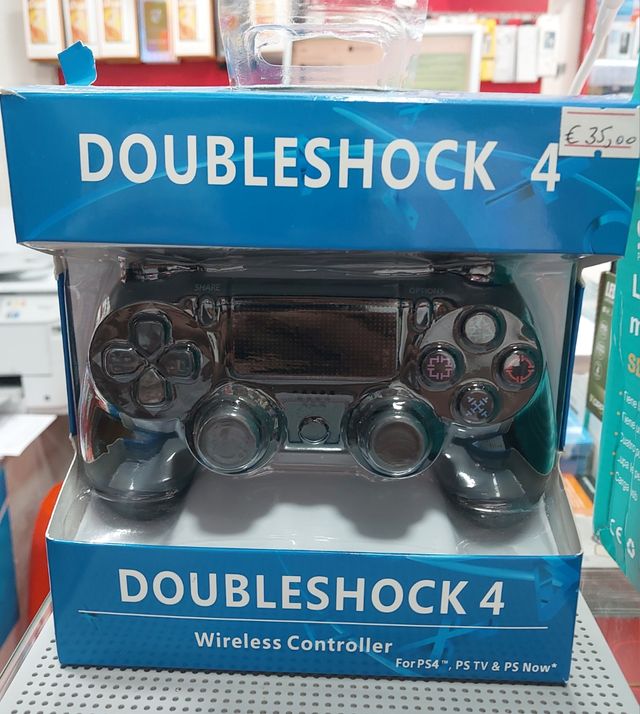 DOUBLESHOCK 4
€ 35,00
SHARE
OPTIONS
DOUBLESHOCK 4
Wireless Controller
For PS4™, PS TV & PS Now*